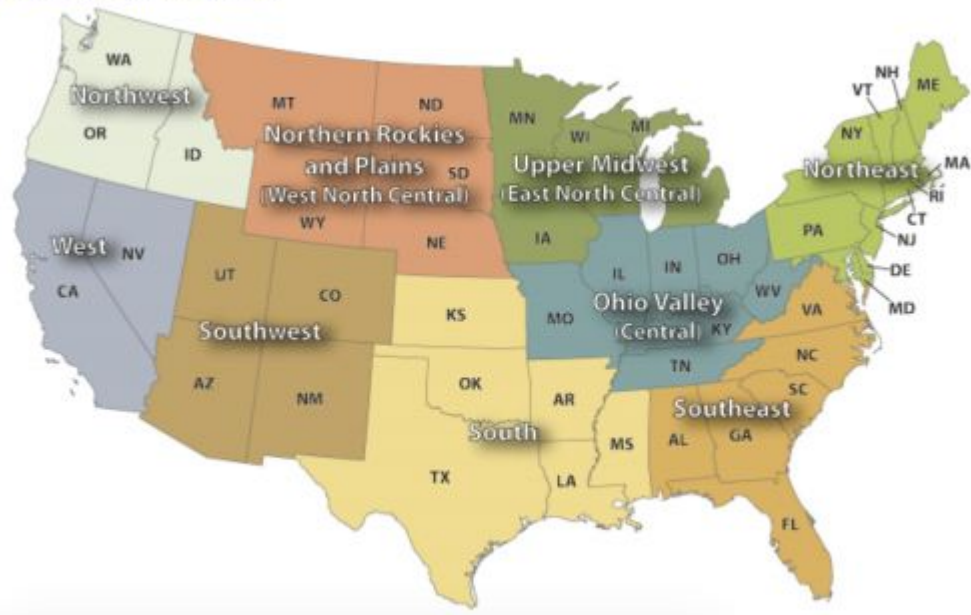 WA
Northwest
OR
ID
MT
ND
Northern Rockies
and Plains
SD
(West North Central)
WY
NE
MN
WI
MI
Upper Midwest
(East North Central)
IA
NH
VT
ME
NY
Northeast
MA
RI
CT
NJ
PA
DE
MD
West
NV
CA
UT
CO
Southwest
AZ
NM
KS
OK
AR
South
TX
LA
MS
IL
IN
OH
WV
Ohio Valley
MO
(Central)
KY
TN
VA
NC
SC
Southeast
AL
GA
FL